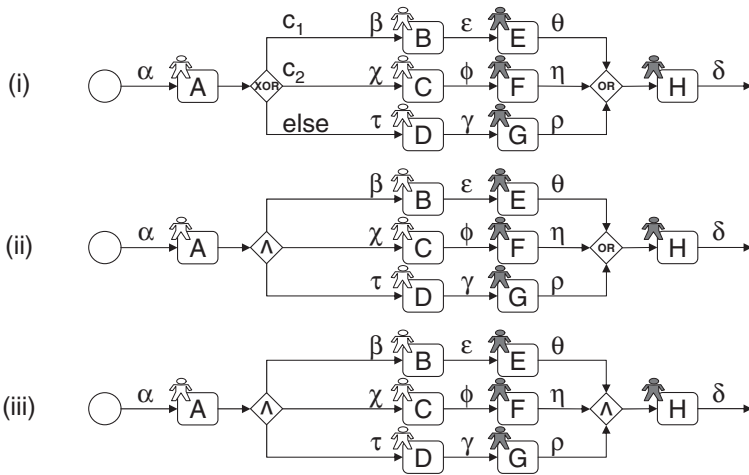 c₁ β B ε E θ
(i) α A XOR c₂ χ C φ F η OR H δ
else τ D γ G ρ
β B ε E θ
(ii) α A ∧ χ C φ F η OR H δ
τ D γ G ρ
β B ε E θ
(iii) α A ∧ χ C φ F η ∧ H δ
τ D γ G ρ